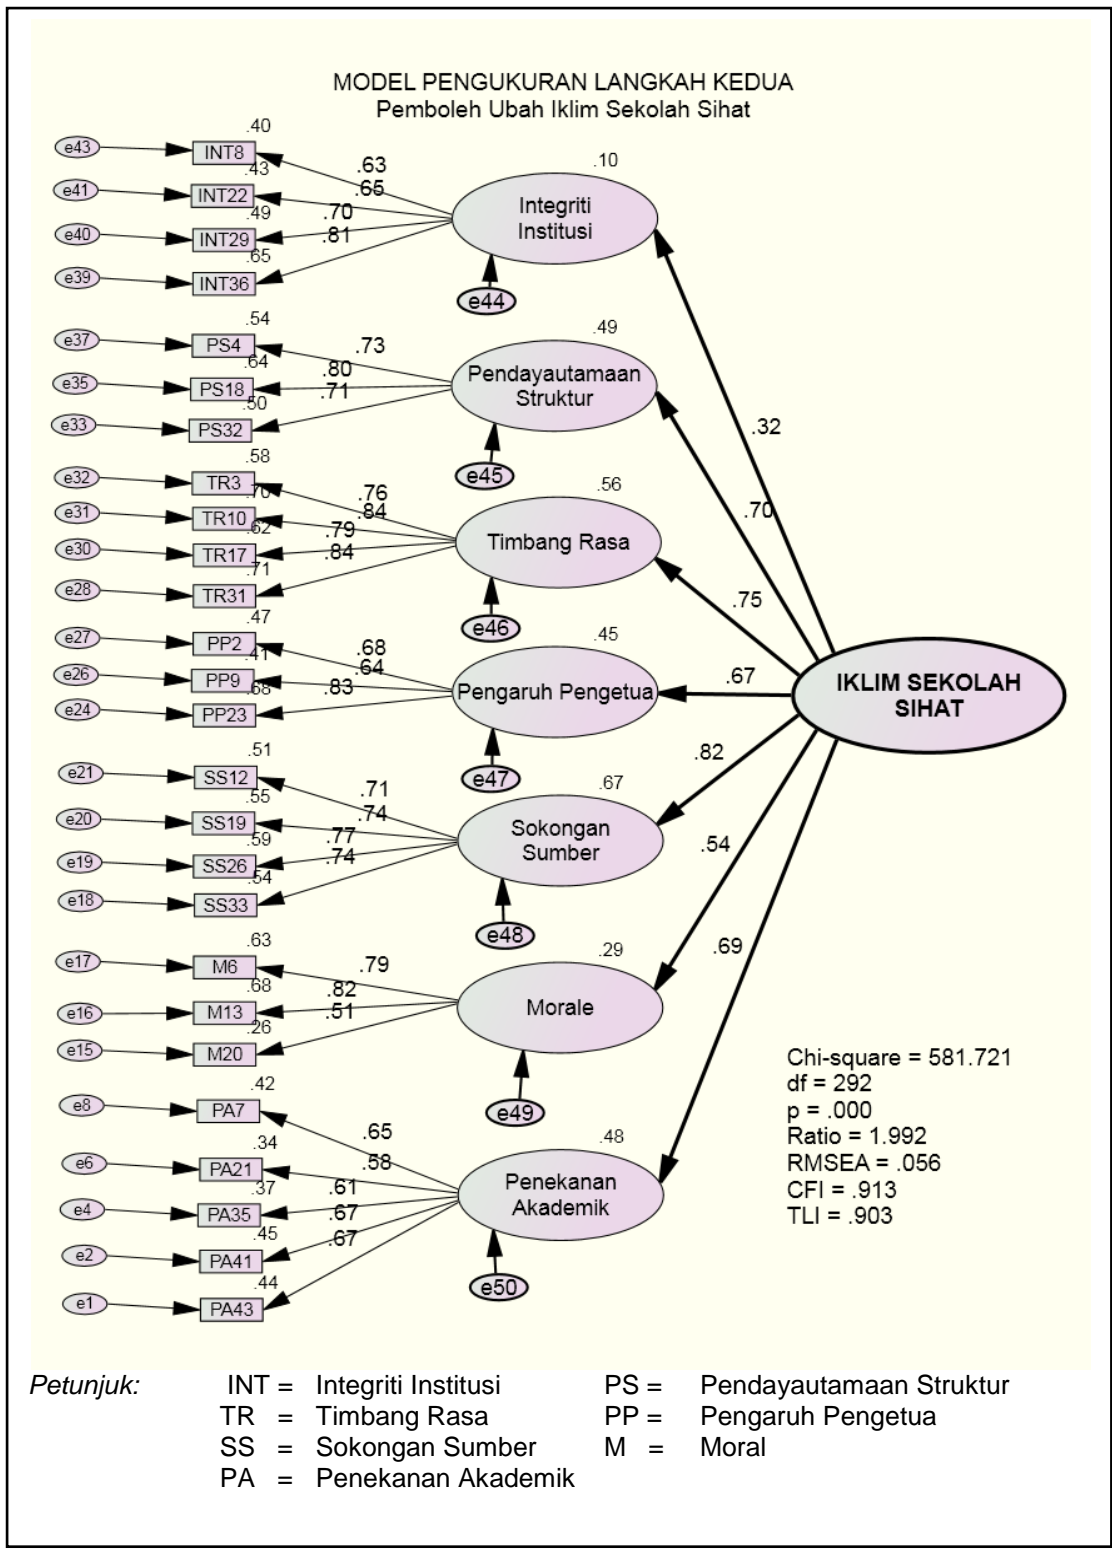 MODEL PENGUKURAN LANGKAH KEDUA
Pemboleh Ubah Iklim Sekolah Sihat
.40
e43 INT8 .63
.43
e41 INT22 .65
.49
e40 INT29 .70
.65
e39 INT36 .81
.10
Integriti
Institusi
e44
.32
.54
e37 PS4 .73
.64
e35 PS18 .80
.50
e33 PS32 .71
.49
Pendayautamaan
Struktur
e45
.70
.58
e32 TR3 .76
.70
e31 TR10 .84
.62
e30 TR17 .79
.71
e28 TR31 .84
.56
Timbang Rasa
e46
.75
.47
e27 PP2 .68
.41
e26 PP9 .64
.68
e24 PP23 .83
.45
Pengaruh Pengetua
e47
.67
IKLIM SEKOLAH
SIHAT
.51
e21 SS12 .71
.55
e20 SS19 .74
.59
e19 SS26 .77
.54
e18 SS33 .74
.67
Sokongan
Sumber
e48
.82
.63
e17 M6 .79
.68
e16 M13 .82
.26
e15 M20 .51
.29
Morale
e49
.54
.42
e8 PA7 .65
.34
e6 PA21 .58
.37
e4 PA35 .61
.45
e2 PA41 .67
.44
e1 PA43 .67
.48
Penekanan
Akademik
e50
.69
Chi-square = 581.721
df = 292
p = .000
Ratio = 1.992
RMSEA = .056
CFI = .913
TLI = .903
Petunjuk: INT = Integriti Institusi PS = Pendayautamaan Struktur
TR = Timbang Rasa PP = Pengaruh Pengetua
SS = Sokongan Sumber M = Moral
PA = Penekanan Akademik